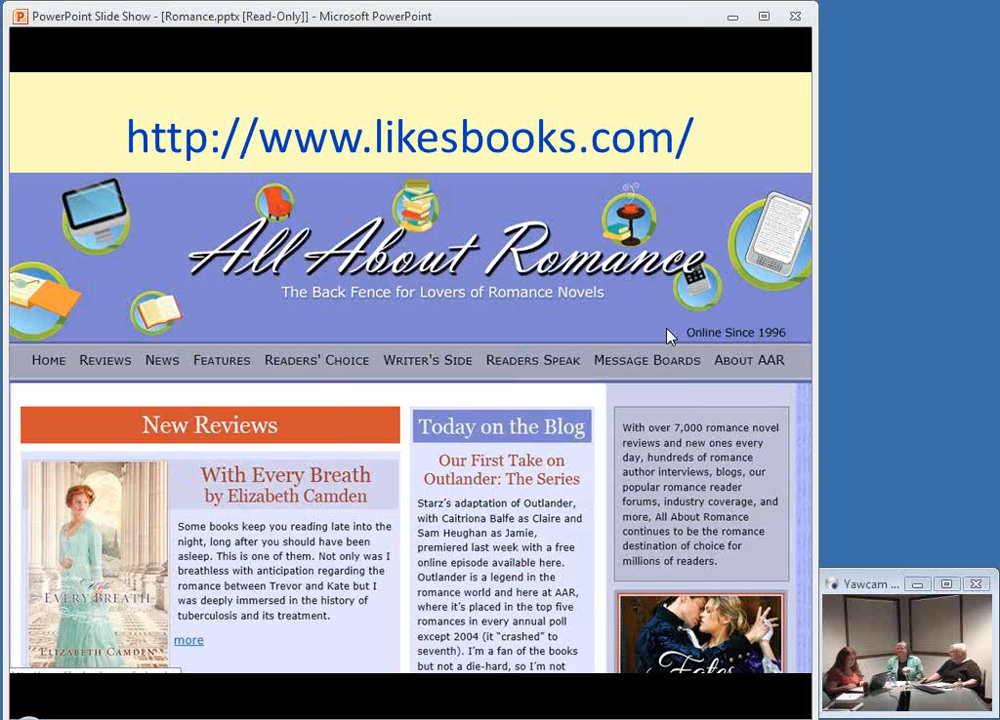 PowerPoint Slide Show - [Romance.pptx [Read-Only]] - Microsoft PowerPoint
http://www.likesbooks.com/
All About Romance
The Back Fence for Lovers of Romance Novels
Online Since 1996
HOME REVIEWS NEWS FEATURES READERS' CHOICE WRITER'S SIDE READERS SPEAK MESSAGE BOARDS ABOUT AAR
New Reviews
With Every Breath
by Elizabeth Camden
Some books keep you reading late into the
night, long after you should have been
asleep. This is one of them. Not only was I
breathless with anticipation regarding the
romance between Trevor and Kate but I
was deeply immersed in the history of
tuberculosis and its treatment.
more
With
EVERY BREATH
ELIZABETH CAMDEN
Today on the Blog
Our First Take on
Outlander: The Series
Starz's adaptation of Outlander,
with Caitriona Balfe as Claire and
Sam Heughan as Jamie,
premiered last week with a free
online episode available here.
Outlander is a legend in the
romance world and here at AAR,
where it's placed in the top five
romances in every annual poll
except 2004 (it "crashed" to
seventh). I'm a fan of the books
but not a die-hard, so I'm not
With over 7,000 romance novel
reviews and new ones every
day, hundreds of romance
author interviews, blogs, our
popular romance reader
forums, industry coverage, and
more, All About Romance
continues to be the romance
destination of choice for
millions of readers.
Fates
Yawcam ...